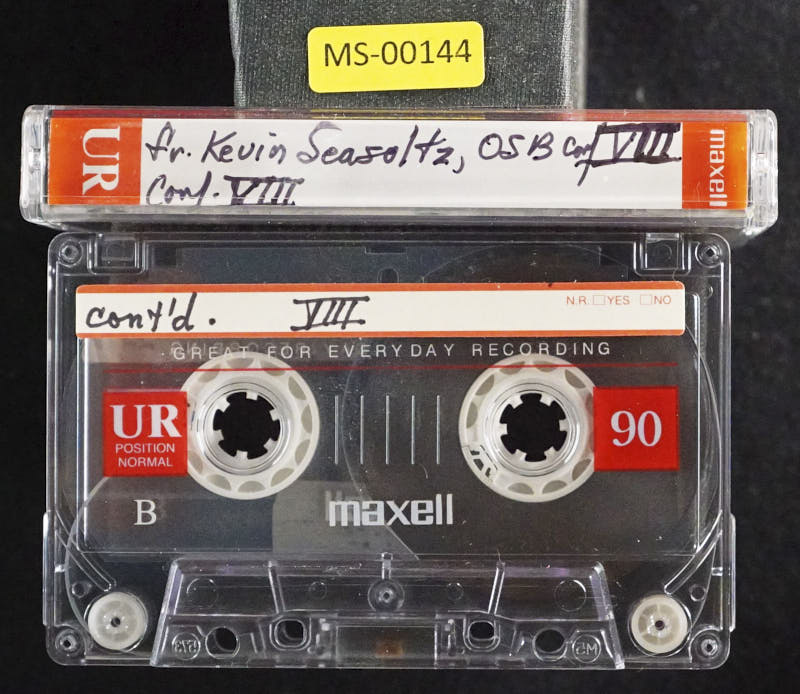 MS-00144
UR
fr. Kevin Seasoltz, OSB Conf VIII
Conf. VIII
maxell
cont'd. VIII
N.R. YES NO
GREAT FOR EVERYDAY RECORDING
UR
POSITION
NORMAL
90
B
maxell